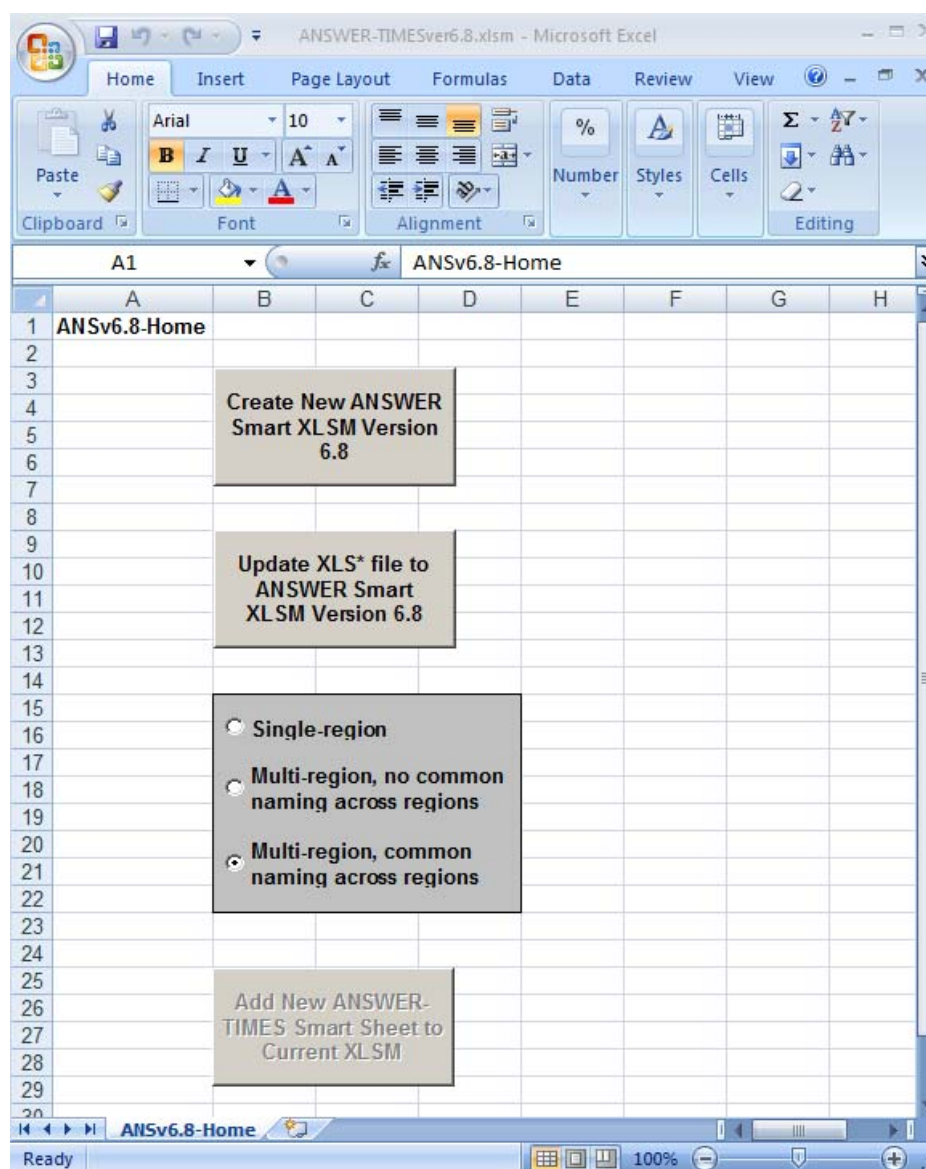 ANSWER-TIMESver6.8.xlsm - Microsoft Excel
Home Insert Page Layout Formulas Data Review View
Arial 10
B I U A A
Paste
% Number
A Styles
Cells
Σ
Clipboard Font Alignment Editing
A1 fx ANSv6.8-Home
A B C D E F G H
1 ANSv6.8-Home
2
3
4
5
6
7
8
9
10
11
12
13
14
15
16
17
18
19
20
21
22
23
24
25
26
27
28
29
30
Create New ANSWER
Smart XLSM Version
6.8
Update XLS* file to
ANSWER Smart
XLSM Version 6.8
Single-region
Multi-region, no common
naming across regions
Multi-region, common
naming across regions
Add New ANSWER-
TIMES Smart Sheet to
Current XLSM
ANSv6.8-Home
Ready 100%